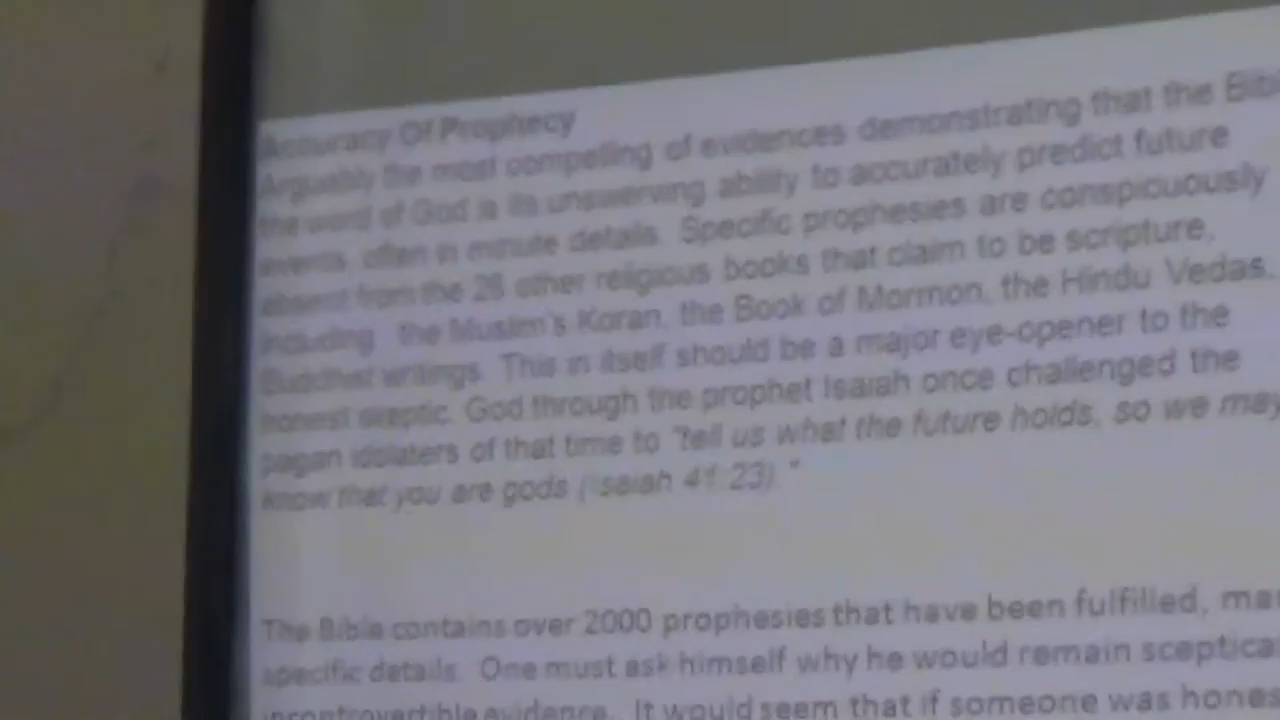 Accuracy Of Prophecy
Arguably the most compelling of evidences demonstrating that the Bib
the word of God is its unswerving ability to accurately predict future
events, often in minute details. Specific prophesies are conspicuously
absent from the 26 other religious books that claim to be scripture,
including the Muslim's Koran, the Book of Mormon, the Hindu Vedas,
Buddhist writings. This in itself should be a major eye-opener to the
honest skeptic. God through the prophet Isaiah once challenged the
pagan idolaters of that time to "tell us what the future holds, so we may
know that you are gods (Isaiah 41:23)."
The Bible contains over 2000 prophesies that have been fulfilled, ma
specific details. One must ask himself why he would remain sceptica
incontrovertible evidence. It would seem that if someone was hones